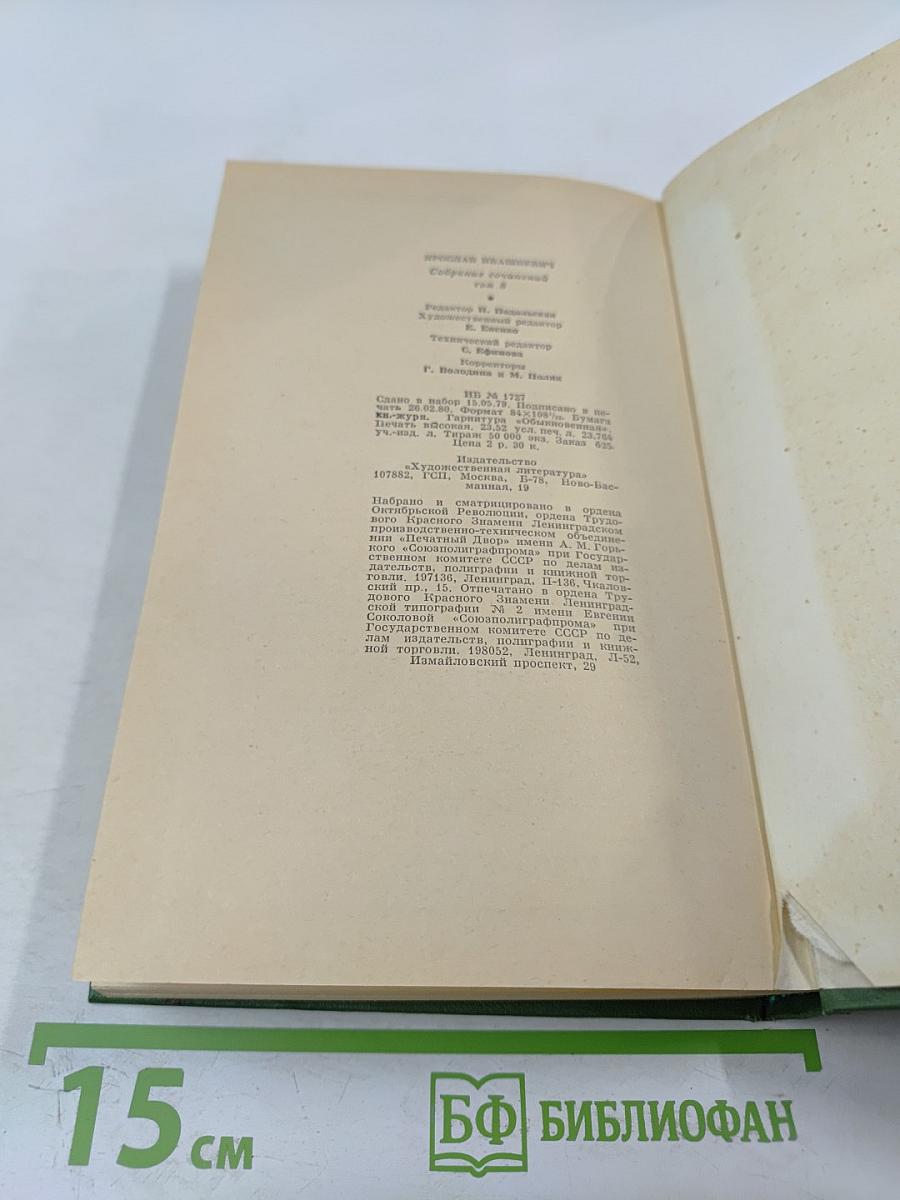 ЯРОСЛАВ ИВАШКЕВИЧ
Собрание сочинений
том 8
Редактор И. Подольская
Художественный редактор
Е. Ененко
Технический редактор
С. Ефимова
Корректоры
Г. Володина и М. Полик
ИБ № 1727
Сдано в набор 15.05.79. Подписано в пе-
чать 26.02.80. Формат 84×108¹/₃₂. Бумага
кн.-журн. Гарнитура «Обыкновенная».
Печать высокая. 23,52 усл. печ. л. 23,764
уч.-изд. л. Тираж 50 000 экз. Заказ 625.
Цена 2 р. 30 к.
Издательство
«Художественная литература»
107882, ГСП, Москва, Б-78, Ново-Бас-
манная, 19
Набрано и сматрицировано в ордена
Октябрьской Революции, ордена Трудо-
вого Красного Знамени Ленинградском
производственно-техническом объедине-
нии «Печатный Двор» имени А. М. Горь-
кого «Союзполиграфпрома» при Государ-
ственном комитете СССР по делам из-
дательств, полиграфии и книжной тор-
говли. 197136, Ленинград, П-136, Чкалов-
ский пр., 15. Отпечатано в ордена Тру-
дового Красного Знамени Ленинград-
ской типографии № 2 имени Евгении
Соколовой «Союзполиграфпрома» при
Государственном комитете СССР по де-
лам издательств, полиграфии и книж-
ной торговли. 198052, Ленинград, Л-52,
Измайловский проспект, 29
15 см
БФ БИБЛИОФАН